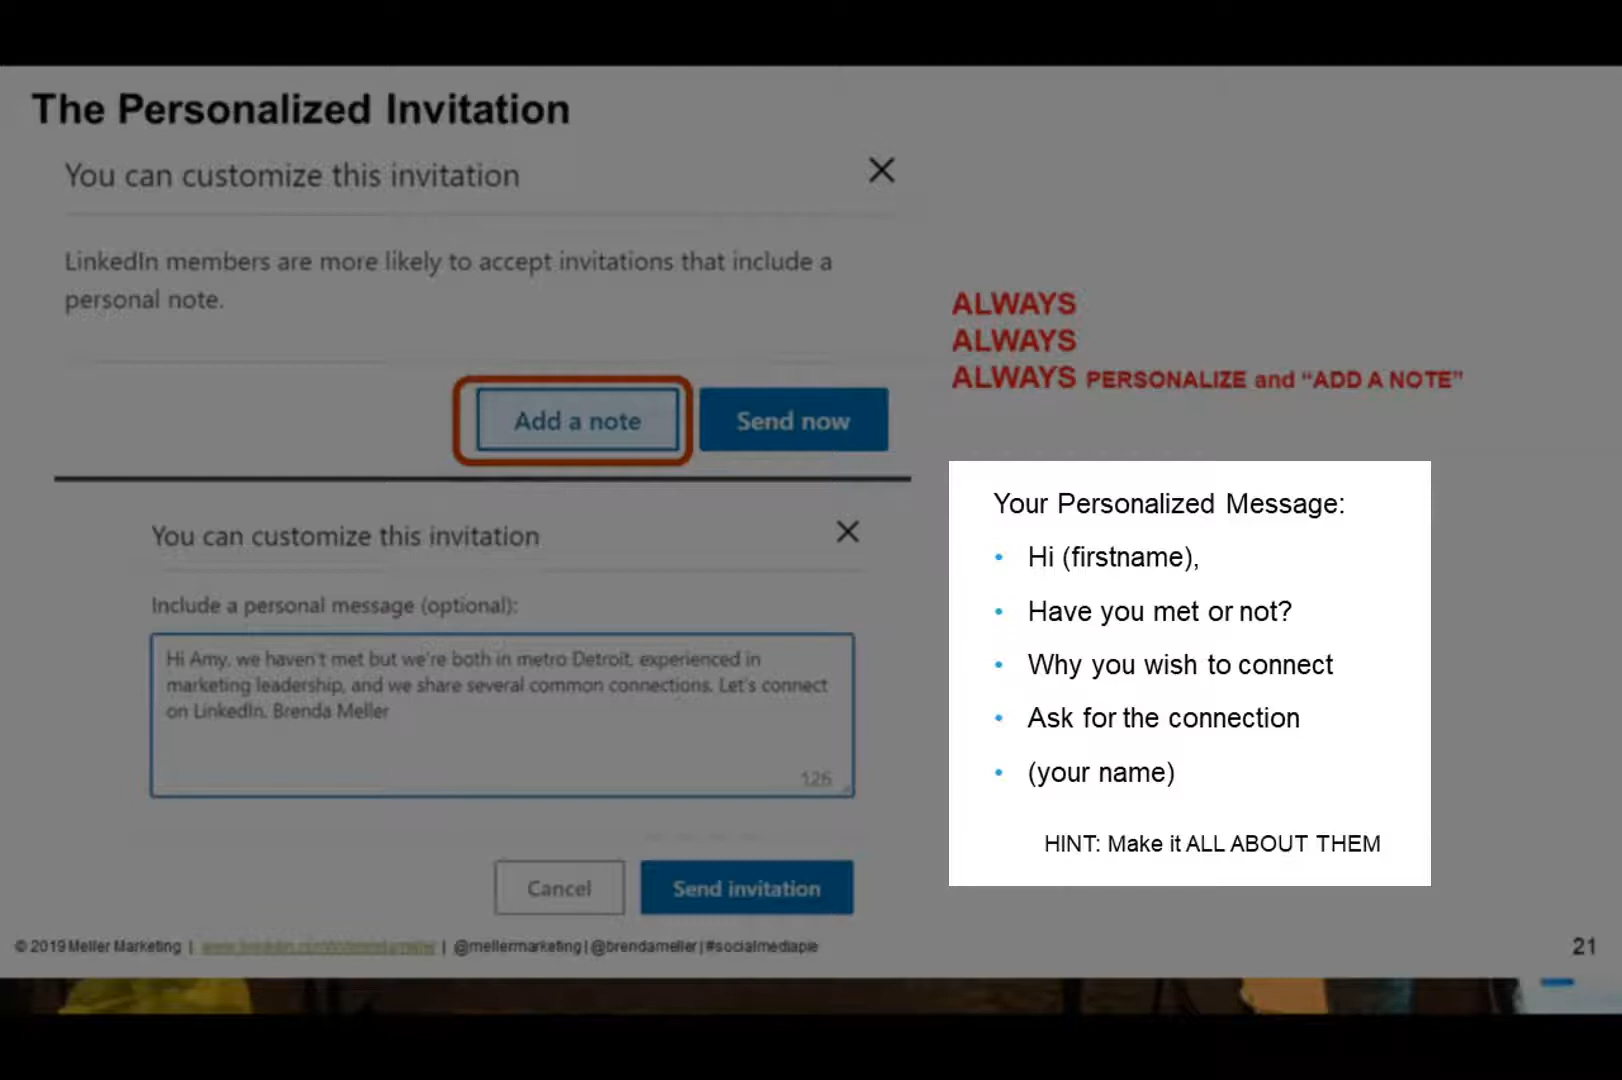 The Personalized Invitation
You can customize this invitation
LinkedIn members are more likely to accept invitations that include a
personal note.
Add a note
Send now
ALWAYS
ALWAYS
ALWAYS PERSONALIZE and “ADD A NOTE”
You can customize this invitation
Include a personal message (optional):
Hi Amy, we haven't met but we're both in metro Detroit, experienced in
marketing leadership, and we share several common connections. Let's connect
on LinkedIn. Brenda Meller
126
Cancel
Send invitation
Your Personalized Message:
• Hi (firstname),
• Have you met or not?
• Why you wish to connect
• Ask for the connection
• (your name)
HINT: Make it ALL ABOUT THEM
© 2019 Meller Marketing | | @mellermarketing | @brendameller | #socialmediapie
21